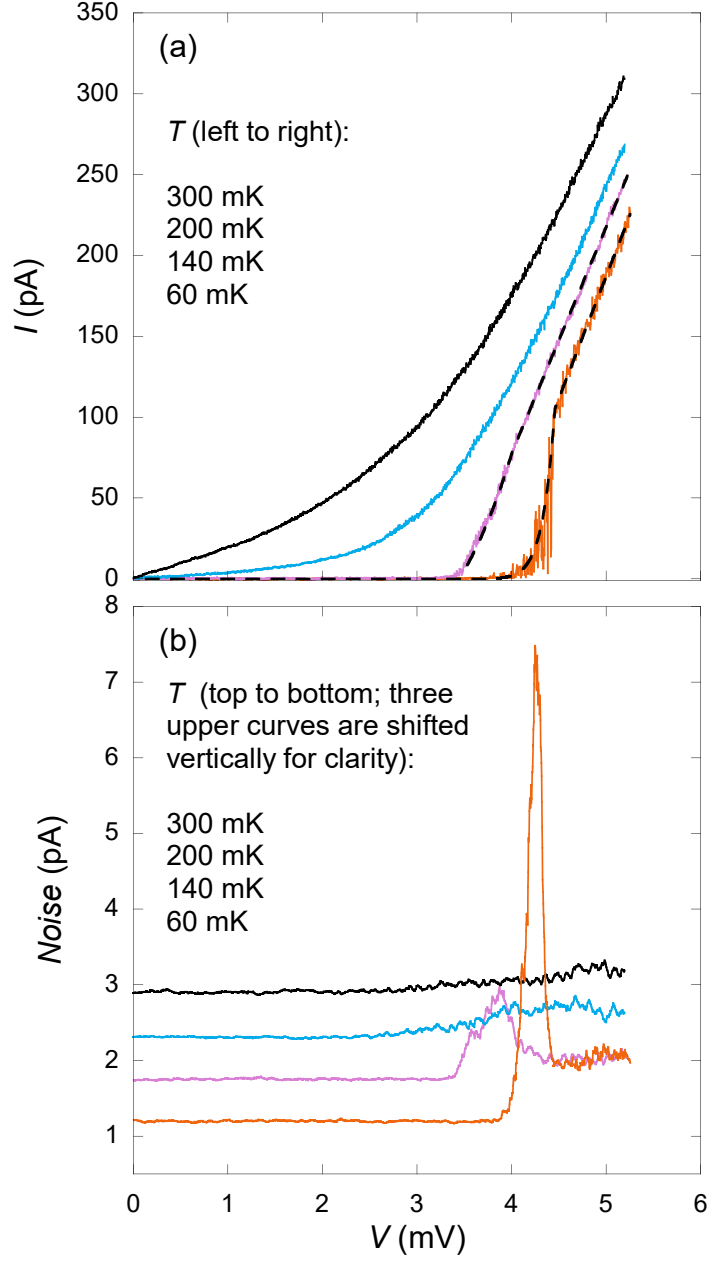 350
300
250
200
150
100
50
0
I (pA)
(a)
T (left to right):
300 mK
200 mK
140 mK
60 mK
8
7
6
5
4
3
2
1
Noise (pA)
(b)
T (top to bottom; three
upper curves are shifted
vertically for clarity):
300 mK
200 mK
140 mK
60 mK
0 1 2 3 4 5 6
V (mV)